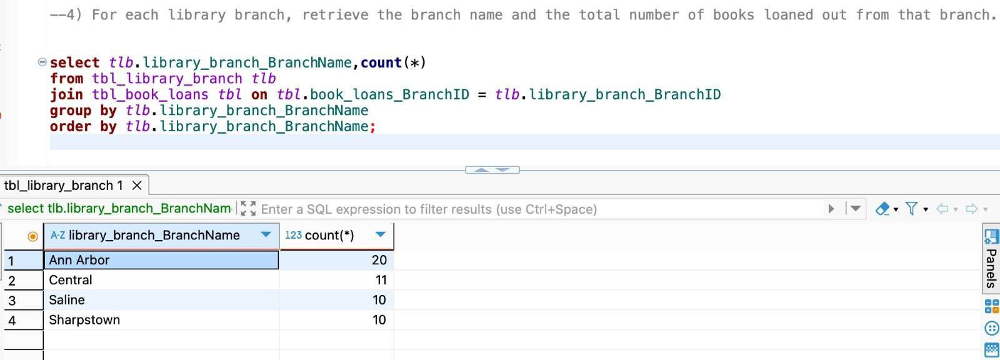 --4) For each library branch, retrieve the branch name and the total number of books loaned out from that branch.
select tlb.library_branch_BranchName,count(*)
from tbl_library_branch tlb
join tbl_book_loans tbl on tbl.book_loans_BranchID = tlb.library_branch_BranchID
group by tlb.library_branch_BranchName
order by tlb.library_branch_BranchName;
tbl_library_branch 1
select tlb.library_branch_BranchNam Enter a SQL expression to filter results (use Ctrl+Space)
A-Z library_branch_BranchName 123 count(*)
1 Ann Arbor 20
2 Central 11
3 Saline 10
4 Sharpstown 10
Panels